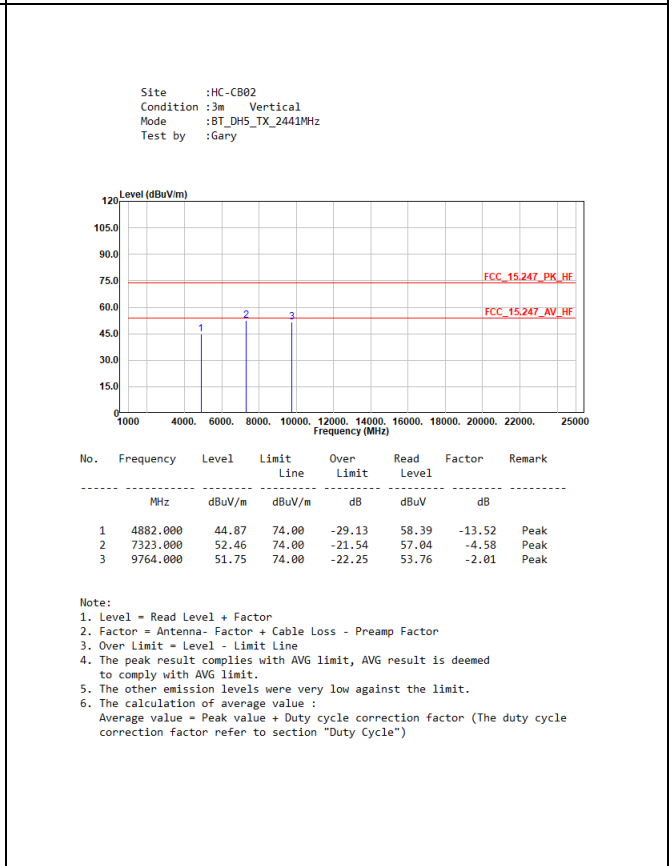 Site :HC-CB02
Condition :3m Vertical
Mode :BT_DH5_TX_2441MHz
Test by :Gary
Level (dBuV/m)
120
105.0
90.0
75.0
FCC_15.247_PK_HF
60.0
FCC_15.247_AV_HF
1
2
3
45.0
30.0
15.0
0
1000 4000. 6000. 8000. 10000. 12000. 14000. 16000. 18000. 20000. 22000. 25000
Frequency (MHz)
No. Frequency Level Limit Over Read Factor Remark
Line Limit Level
------ ----------- -------- --------- --------- --------- -------- ---------
MHz dBuV/m dBuV/m dB dBuV dB
1 4882.000 44.87 74.00 -29.13 58.39 -13.52 Peak
2 7323.000 52.46 74.00 -21.54 57.04 -4.58 Peak
3 9764.000 51.75 74.00 -22.25 53.76 -2.01 Peak
Note:
1. Level = Read Level + Factor
2. Factor = Antenna- Factor + Cable Loss - Preamp Factor
3. Over Limit = Level - Limit Line
4. The peak result complies with AVG limit, AVG result is deemed
to comply with AVG limit.
5. The other emission levels were very low against the limit.
6. The calculation of average value :
Average value = Peak value + Duty cycle correction factor (The duty cycle
correction factor refer to section "Duty Cycle")